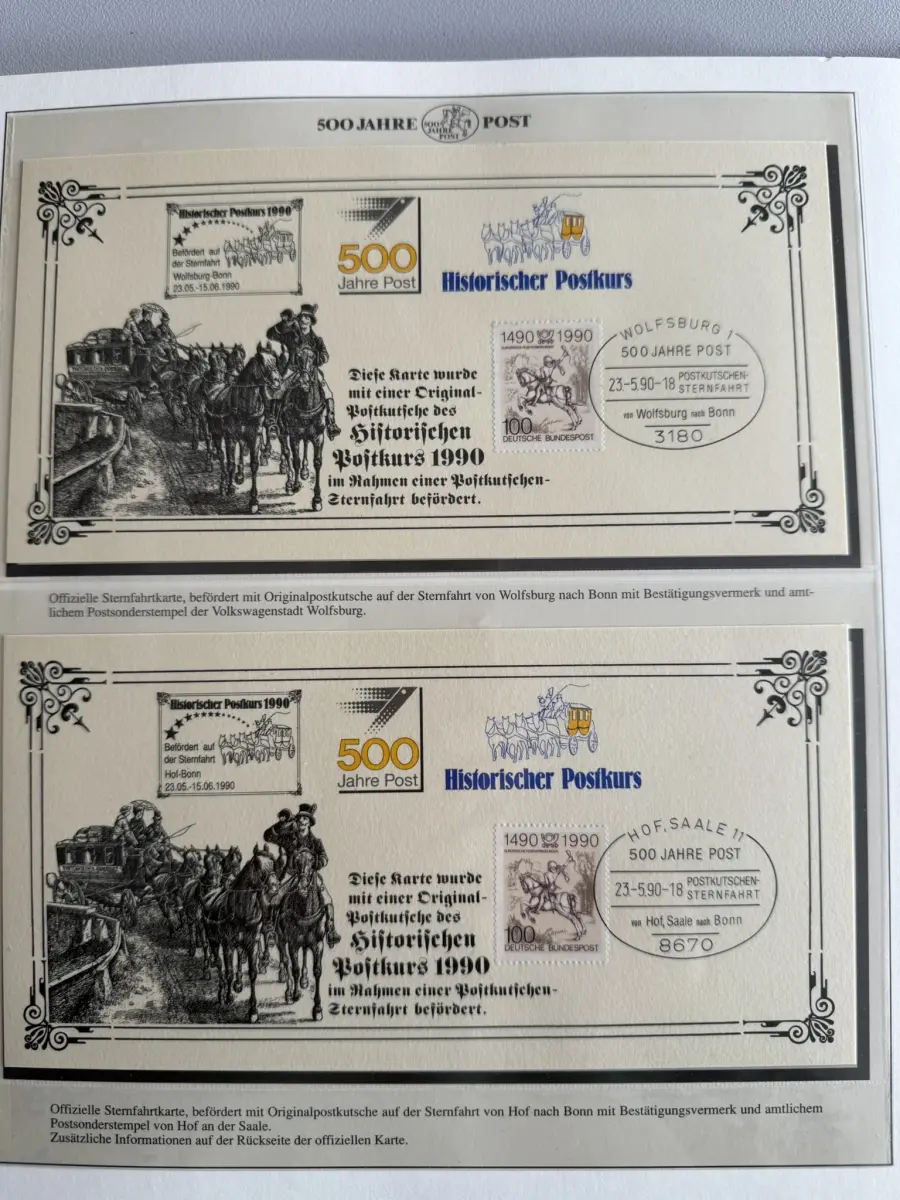 500 JAHRE 500 JAHRE POST POST
Historischer Postkurs 1990
Befördert auf
der Sternfahrt
Wolfsburg-Bonn
23.05.-15.06.1990
500
Jahre Post
Historischer Postkurs
Diese Karte wurde
mit einer Original-
Postkutsche des
Historischen
Postkurs 1990
im Rahmen einer Postkutschen-
Sternfahrt befördert.
1490 1990
100
DEUTSCHE BUNDESPOST
WOLFSBURG 1
500 JAHRE POST
23-5.90-18 POSTKUTSCHEN-
STERNFAHRT
von Wolfsburg nach Bonn
3180
Offizielle Sternfahrtkarte, befördert mit Originalpostkutsche auf der Sternfahrt von Wolfsburg nach Bonn mit Bestätigungsvermerk und amt-
lichem Postsonderstempel der Volkswagenstadt Wolfsburg.
Historischer Postkurs 1990
Befördert auf
der Sternfahrt
Hof-Bonn
23.05.-15.06.1990
500
Jahre Post
Historischer Postkurs
Diese Karte wurde
mit einer Original-
Postkutsche des
Historischen
Postkurs 1990
im Rahmen einer Postkutschen-
Sternfahrt befördert.
1490 1990
100
DEUTSCHE BUNDESPOST
HOF, SAALE 11
500 JAHRE POST
23-5.90-18 POSTKUTSCHEN-
STERNFAHRT
von Hof, Saale nach Bonn
8670
Offizielle Sternfahrtkarte, befördert mit Originalpostkutsche auf der Sternfahrt von Hof nach Bonn mit Bestätigungsvermerk und amtlichem
Postsonderstempel von Hof an der Saale.
Zusätzliche Informationen auf der Rückseite der offiziellen Karte.